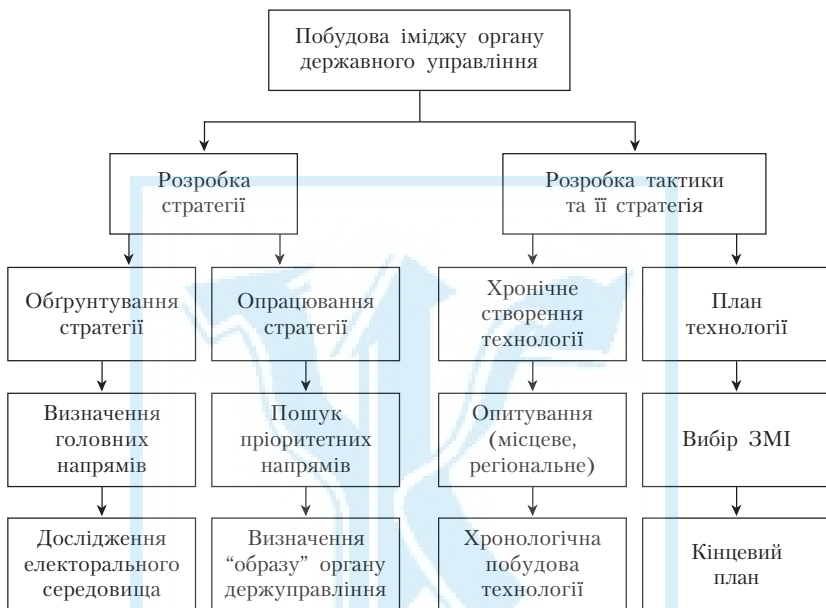 Побудова іміджу органу
державного управління
Розробка
стратегії
Розробка тактики
та її стратегія
Обґрунтування
стратегії
Опрацювання
стратегії
Хронічне
створення
технології
План
технології
Визначення
головних
напрямів
Пошук
пріоритетних
напрямів
Опитування
(місцеве,
регіональне)
Вибір ЗМІ
Дослідження
електорального
середовища
Визначення
“образу” органу
держуправління
Хронологічна
побудова
технології
Кінцевий
план